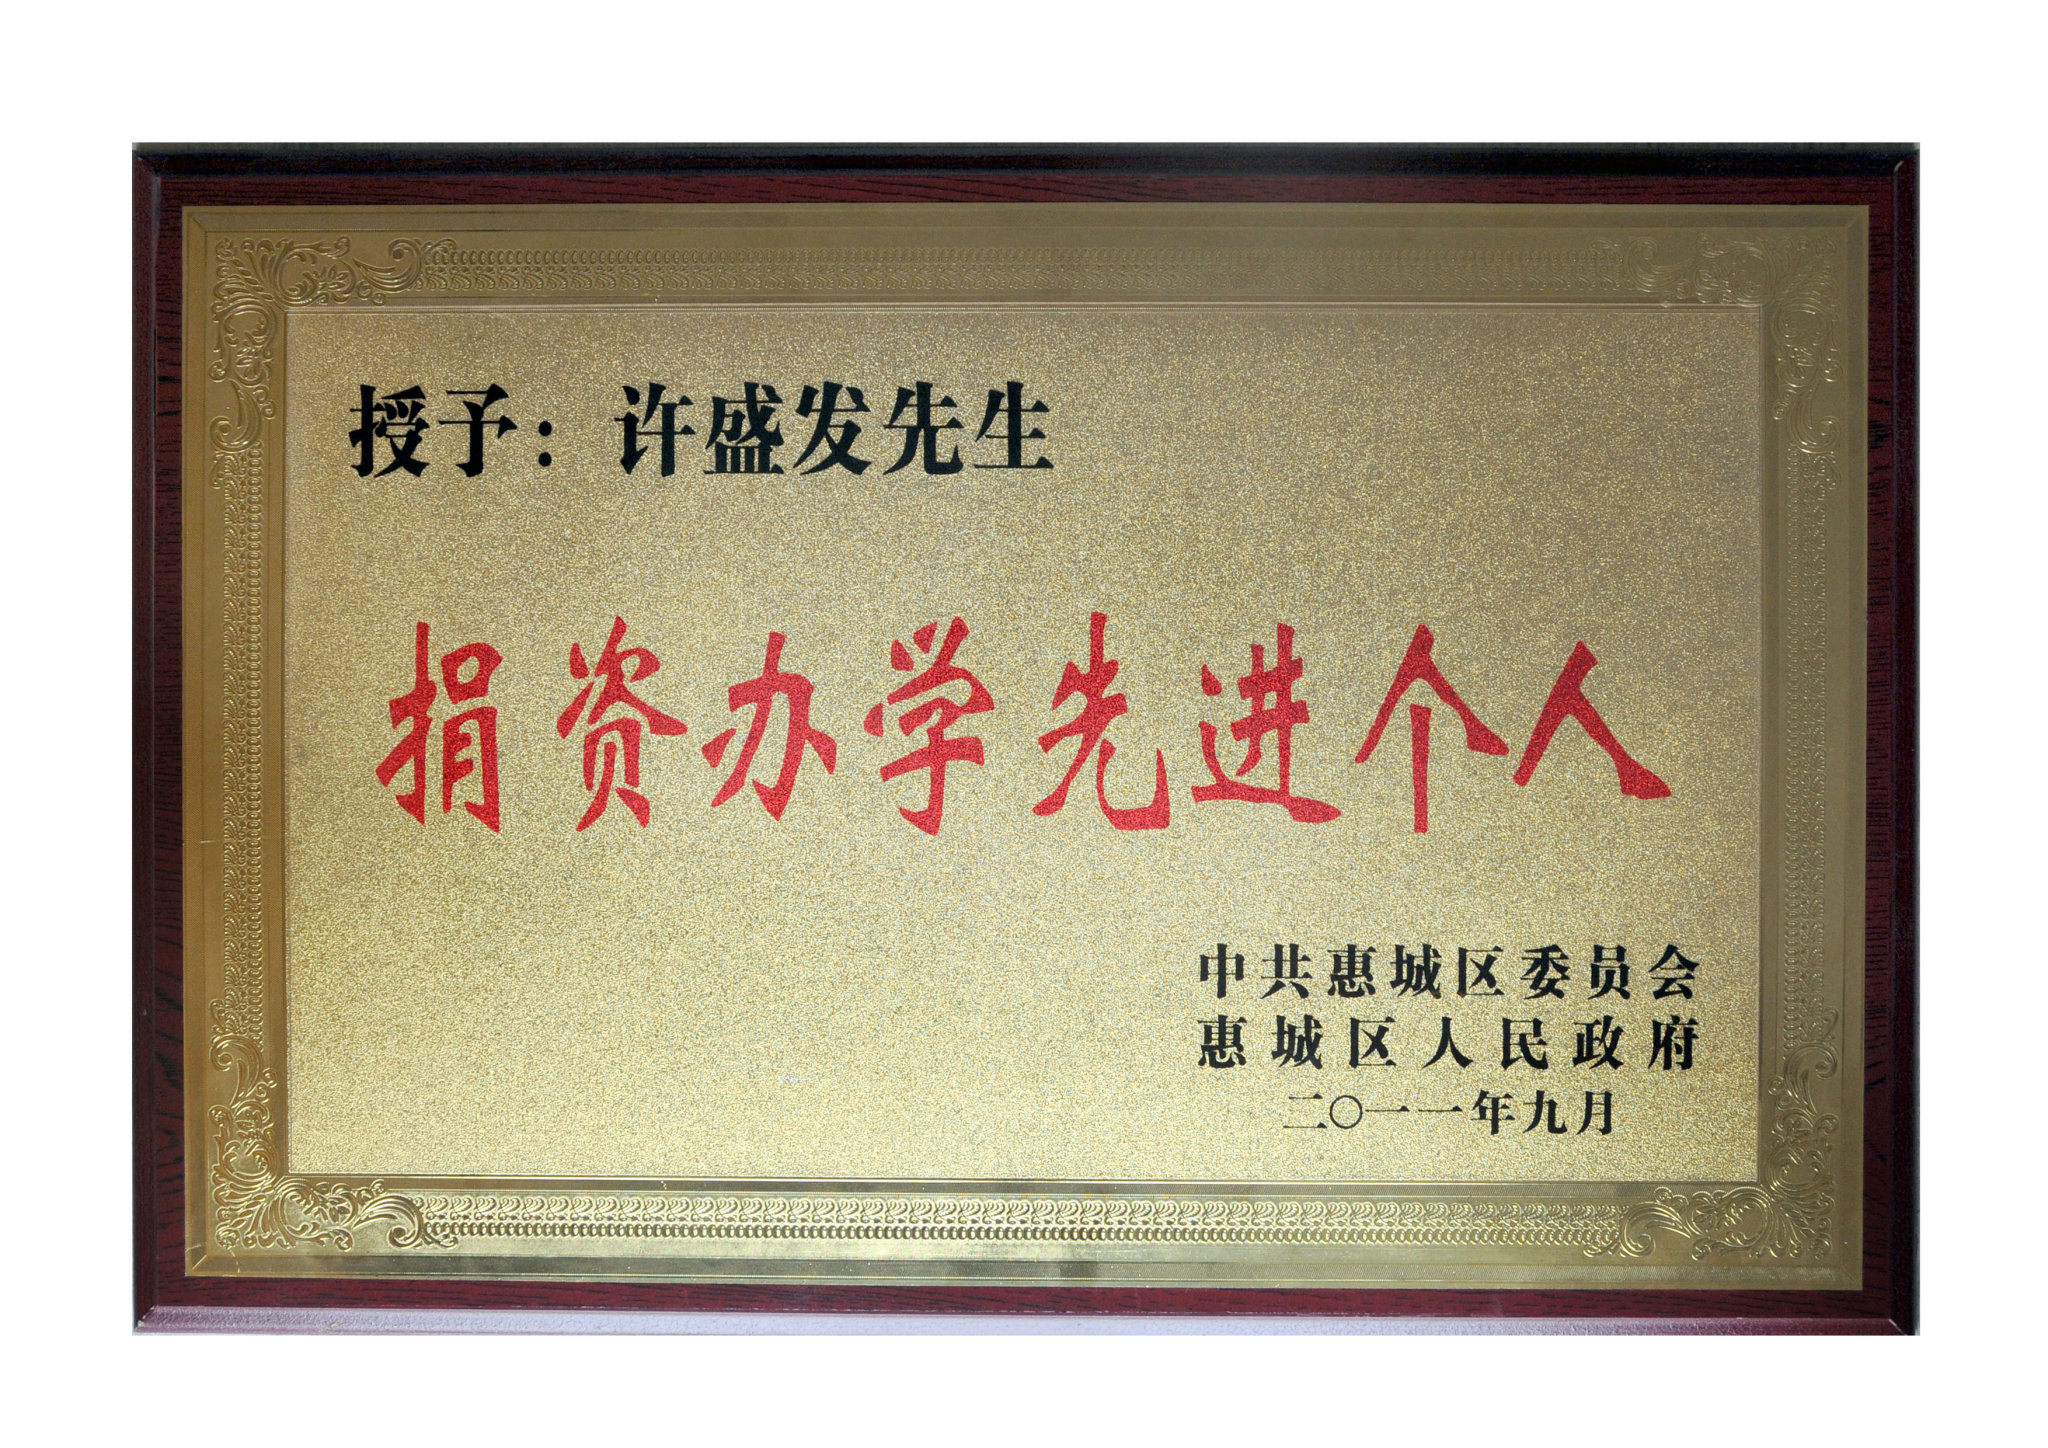 授予：许盛发先生
捐资办学先进个人
中共惠城区委员会
惠城区人民政府
二〇一一年九月